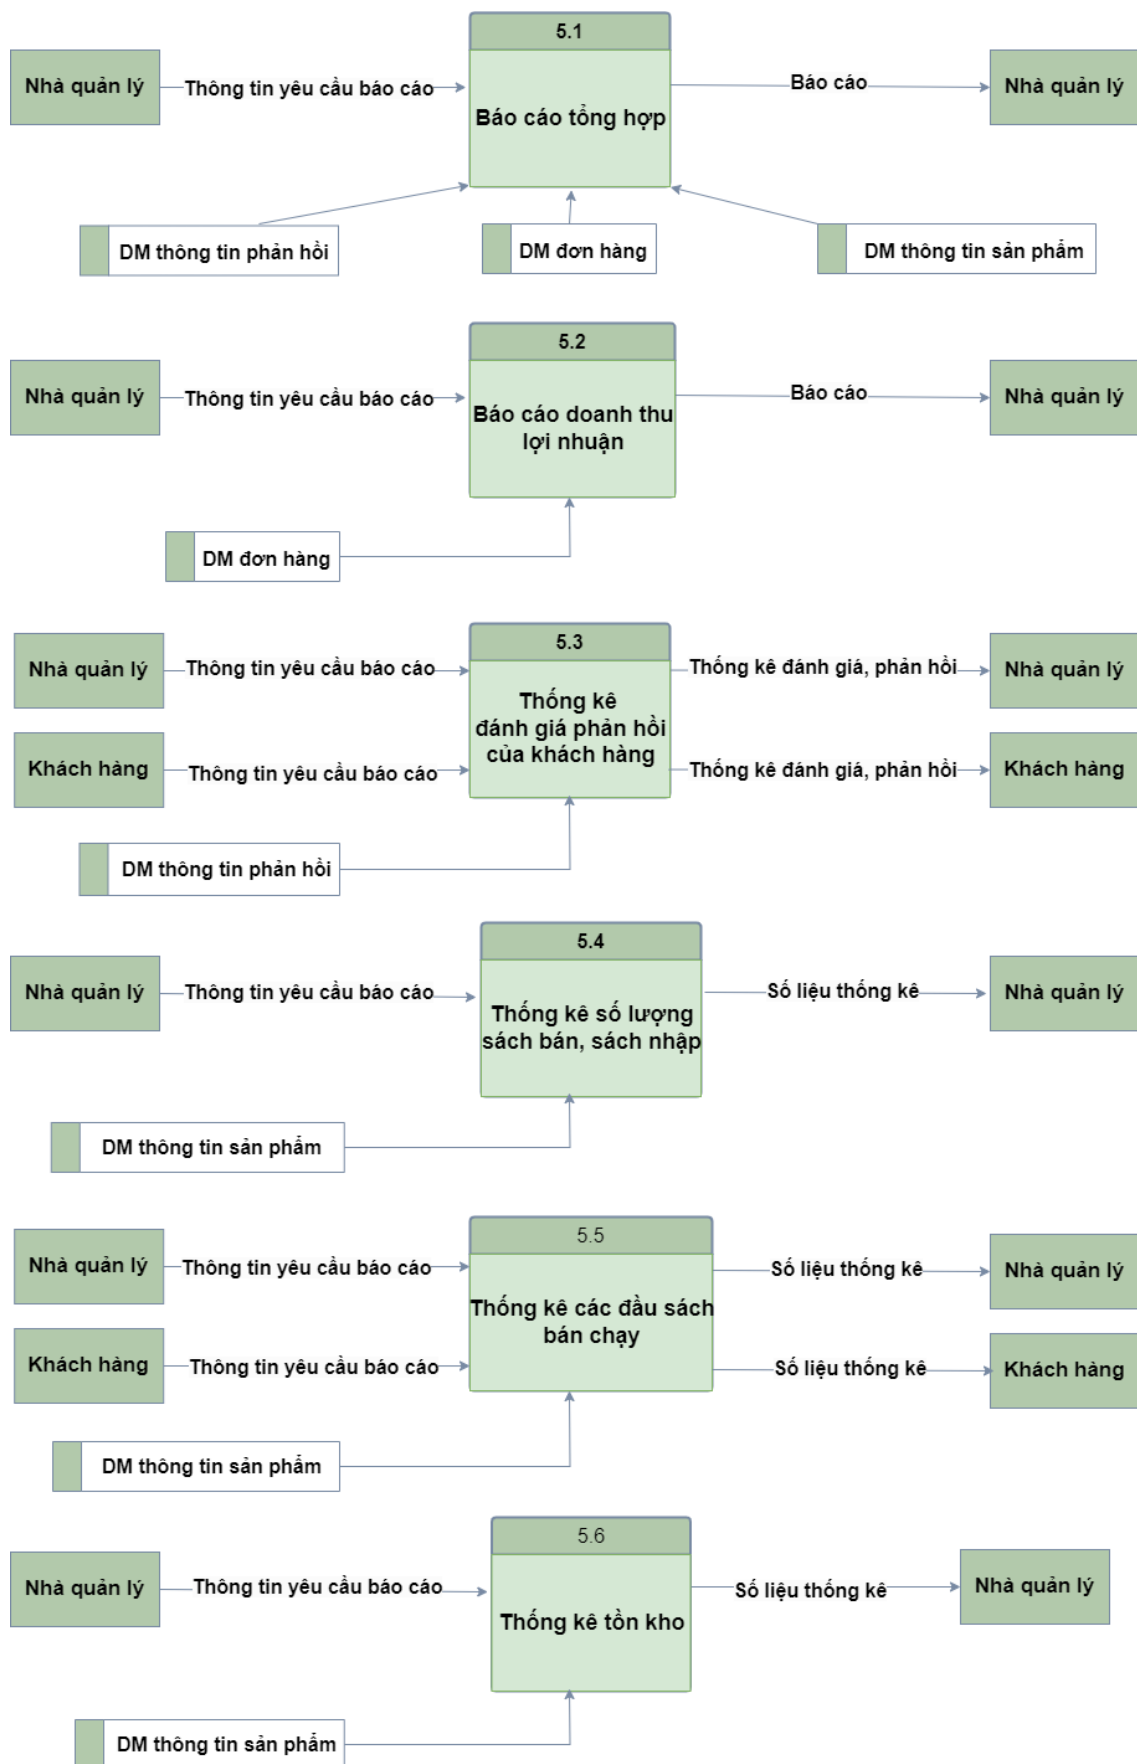 5.1
Nhà quản lý
Thông tin yêu cầu báo cáo
Báo cáo tổng hợp
Báo cáo
Nhà quản lý
DM thông tin phản hồi
DM đơn hàng
DM thông tin sản phẩm
5.2
Nhà quản lý
Thông tin yêu cầu báo cáo
Báo cáo doanh thu
lợi nhuận
Báo cáo
Nhà quản lý
DM đơn hàng
5.3
Nhà quản lý
Thông tin yêu cầu báo cáo
Thống kê
đánh giá phản hồi
của khách hàng
Thống kê đánh giá, phản hồi
Nhà quản lý
Khách hàng
Thông tin yêu cầu báo cáo
Thống kê đánh giá, phản hồi
Khách hàng
DM thông tin phản hồi
5.4
Nhà quản lý
Thông tin yêu cầu báo cáo
Thống kê số lượng
sách bán, sách nhập
Số liệu thống kê
Nhà quản lý
DM thông tin sản phẩm
5.5
Nhà quản lý
Thông tin yêu cầu báo cáo
Thống kê các đầu sách
bán chạy
Số liệu thống kê
Nhà quản lý
Khách hàng
Thông tin yêu cầu báo cáo
Số liệu thống kê
Khách hàng
DM thông tin sản phẩm
5.6
Nhà quản lý
Thông tin yêu cầu báo cáo
Thống kê tồn kho
Số liệu thống kê
Nhà quản lý
DM thông tin sản phẩm